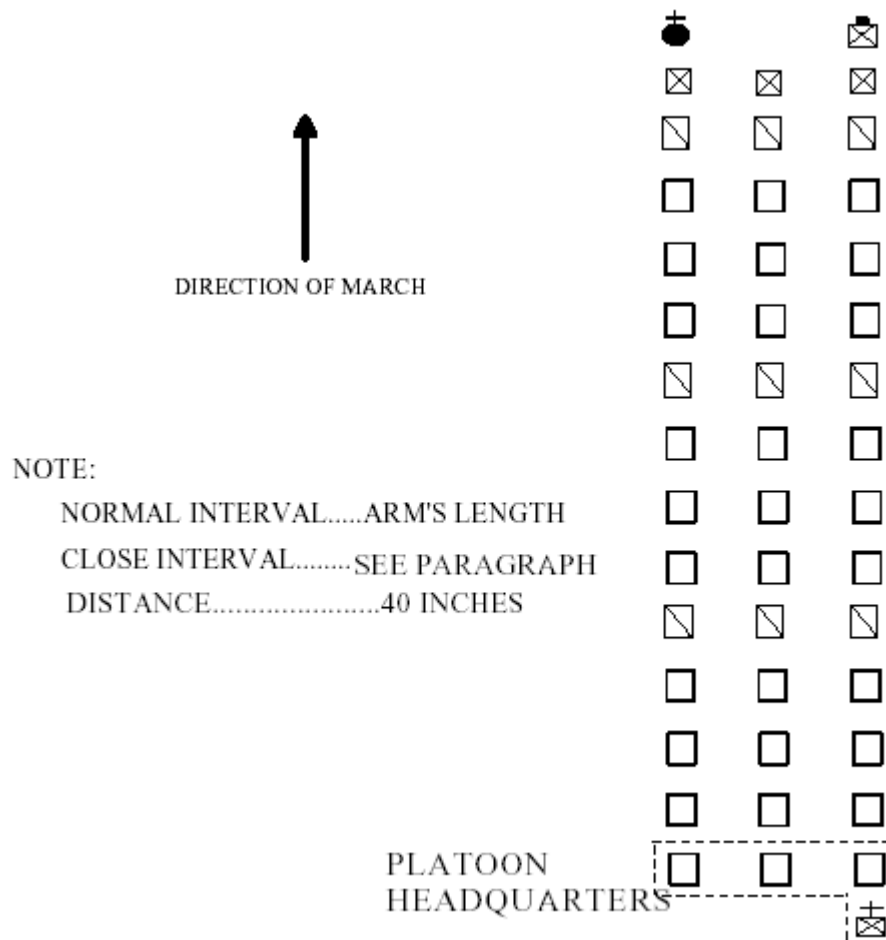 DIRECTION OF MARCH
NOTE:
NORMAL INTERVAL.....ARM'S LENGTH
CLOSE INTERVAL........SEE PARAGRAPH
DISTANCE.......................40 INCHES
PLATOON
HEADQUARTERS